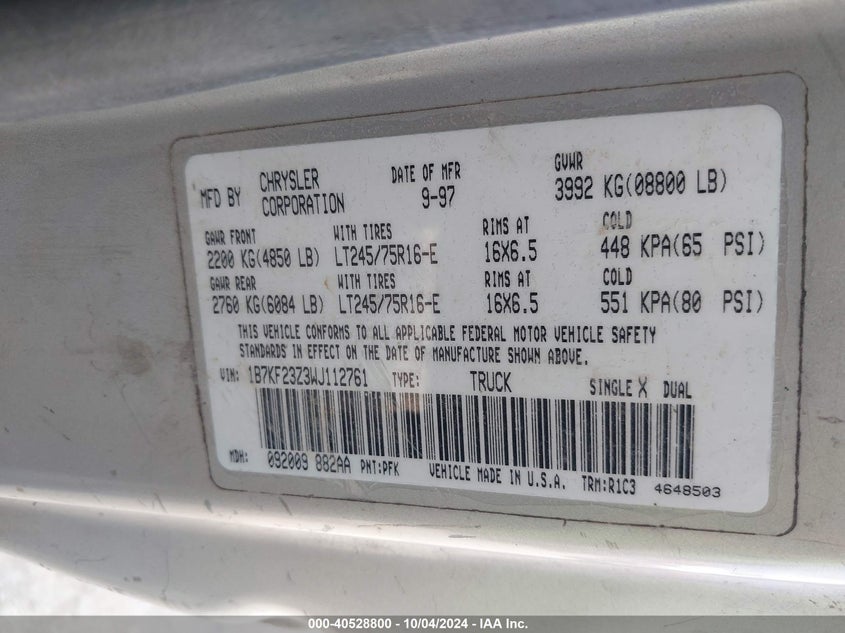 MFD BY CHRYSLER CORPORATION DATE OF MFR 9-97 GVWR 3992 KG(08800 LB)
GAWR FRONT WITH TIRES RIMS AT COLD
2200 KG(4850 LB) LT245/75R16-E 16X6.5 448 KPA(65 PSI)
GAWR REAR WITH TIRES RIMS AT COLD
2760 KG(6084 LB) LT245/75R16-E 16X6.5 551 KPA(80 PSI)
THIS VEHICLE CONFORMS TO ALL APPLICABLE FEDERAL MOTOR VEHICLE SAFETY
STANDARDS IN EFFECT ON THE DATE OF MANUFACTURE SHOWN ABOVE.
VIN: 1B7KF23Z3WJ112761 TYPE: TRUCK SINGLE X DUAL
MDH: 092009 882AA PNT:PFK VEHICLE MADE IN U.S.A. TRM:R1C3 4648503
000-40528800 - 10/04/2024 - IAA Inc.